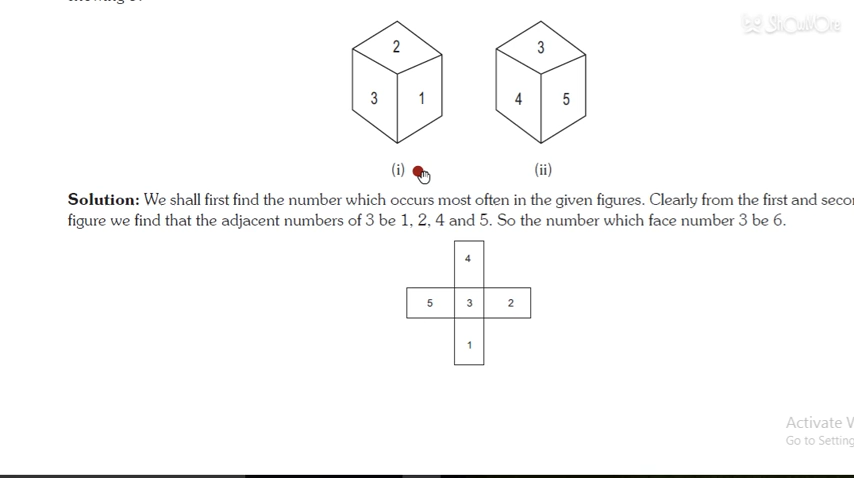 ShowMore
2
3
3
1
4
5
(i)
(ii)
Solution: We shall first find the number which occurs most often in the given figures. Clearly from the first and seco
figure we find that the adjacent numbers of 3 be 1, 2, 4 and 5. So the number which face number 3 be 6.
4
5
3
2
1
Activate
Go to Setting